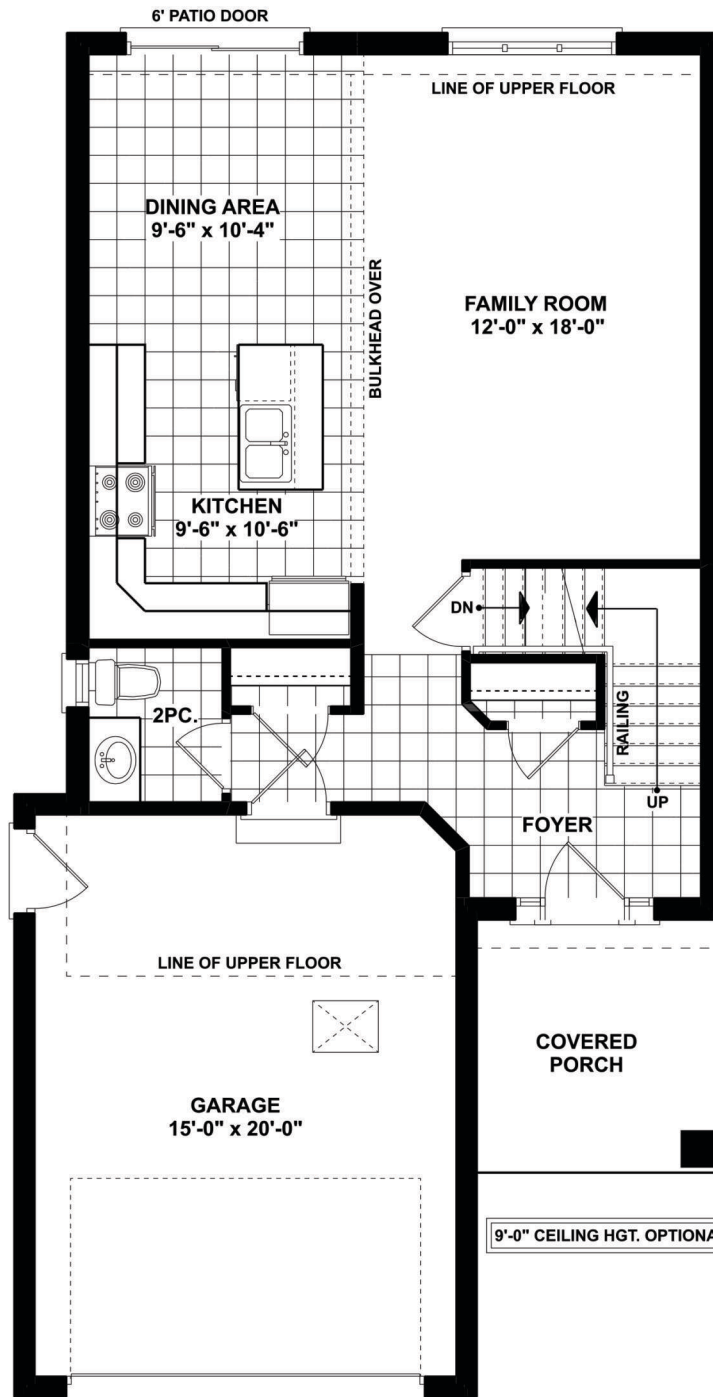 6' PATIO DOOR
LINE OF UPPER FLOOR
DINING AREA
9'-6" x 10'-4"
BULKHEAD OVER
FAMILY ROOM
12'-0" x 18'-0"
KITCHEN
9'-6" x 10'-6"
DN
2PC.
RAILING
UP
FOYER
LINE OF UPPER FLOOR
COVERED
PORCH
GARAGE
15'-0" x 20'-0"
9'-0" CEILING HGT. OPTIONA